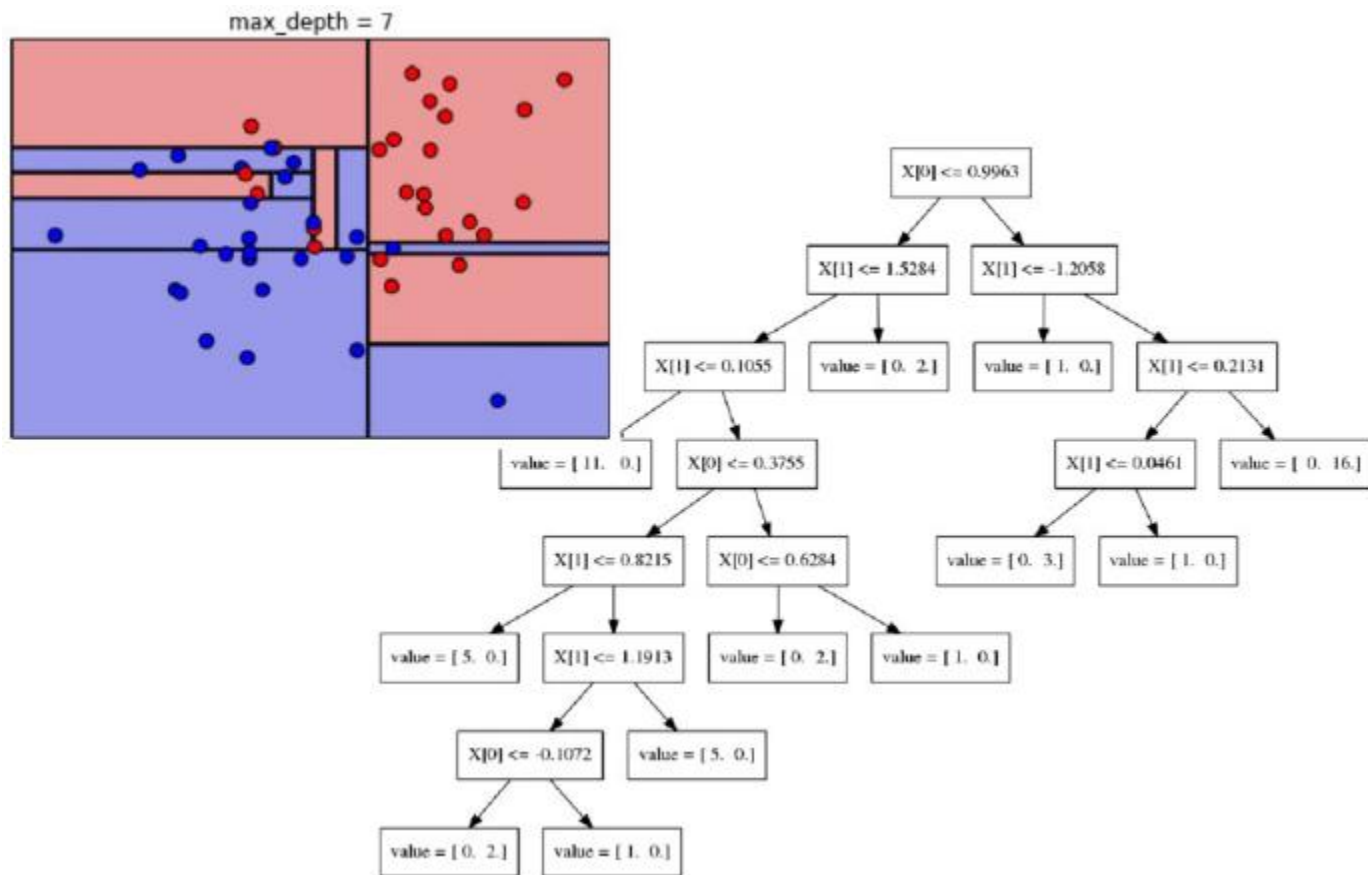 max_depth = 7
X[0] <= 0.9963
X[1] <= 1.5284
X[1] <= -1.2058
X[1] <= 0.1055
value = [ 0. 2.]
value = [ 1. 0.]
X[1] <= 0.2131
value = [ 11. 0.]
X[0] <= 0.3755
X[1] <= 0.0461
value = [ 0. 16.]
X[1] <= 0.8215
X[0] <= 0.6284
value = [ 0. 3.]
value = [ 1. 0.]
value = [ 5. 0.]
X[1] <= 1.1913
value = [ 0. 2.]
value = [ 1. 0.]
X[0] <= -0.1072
value = [ 5. 0.]
value = [ 0. 2.]
value = [ 1. 0.]